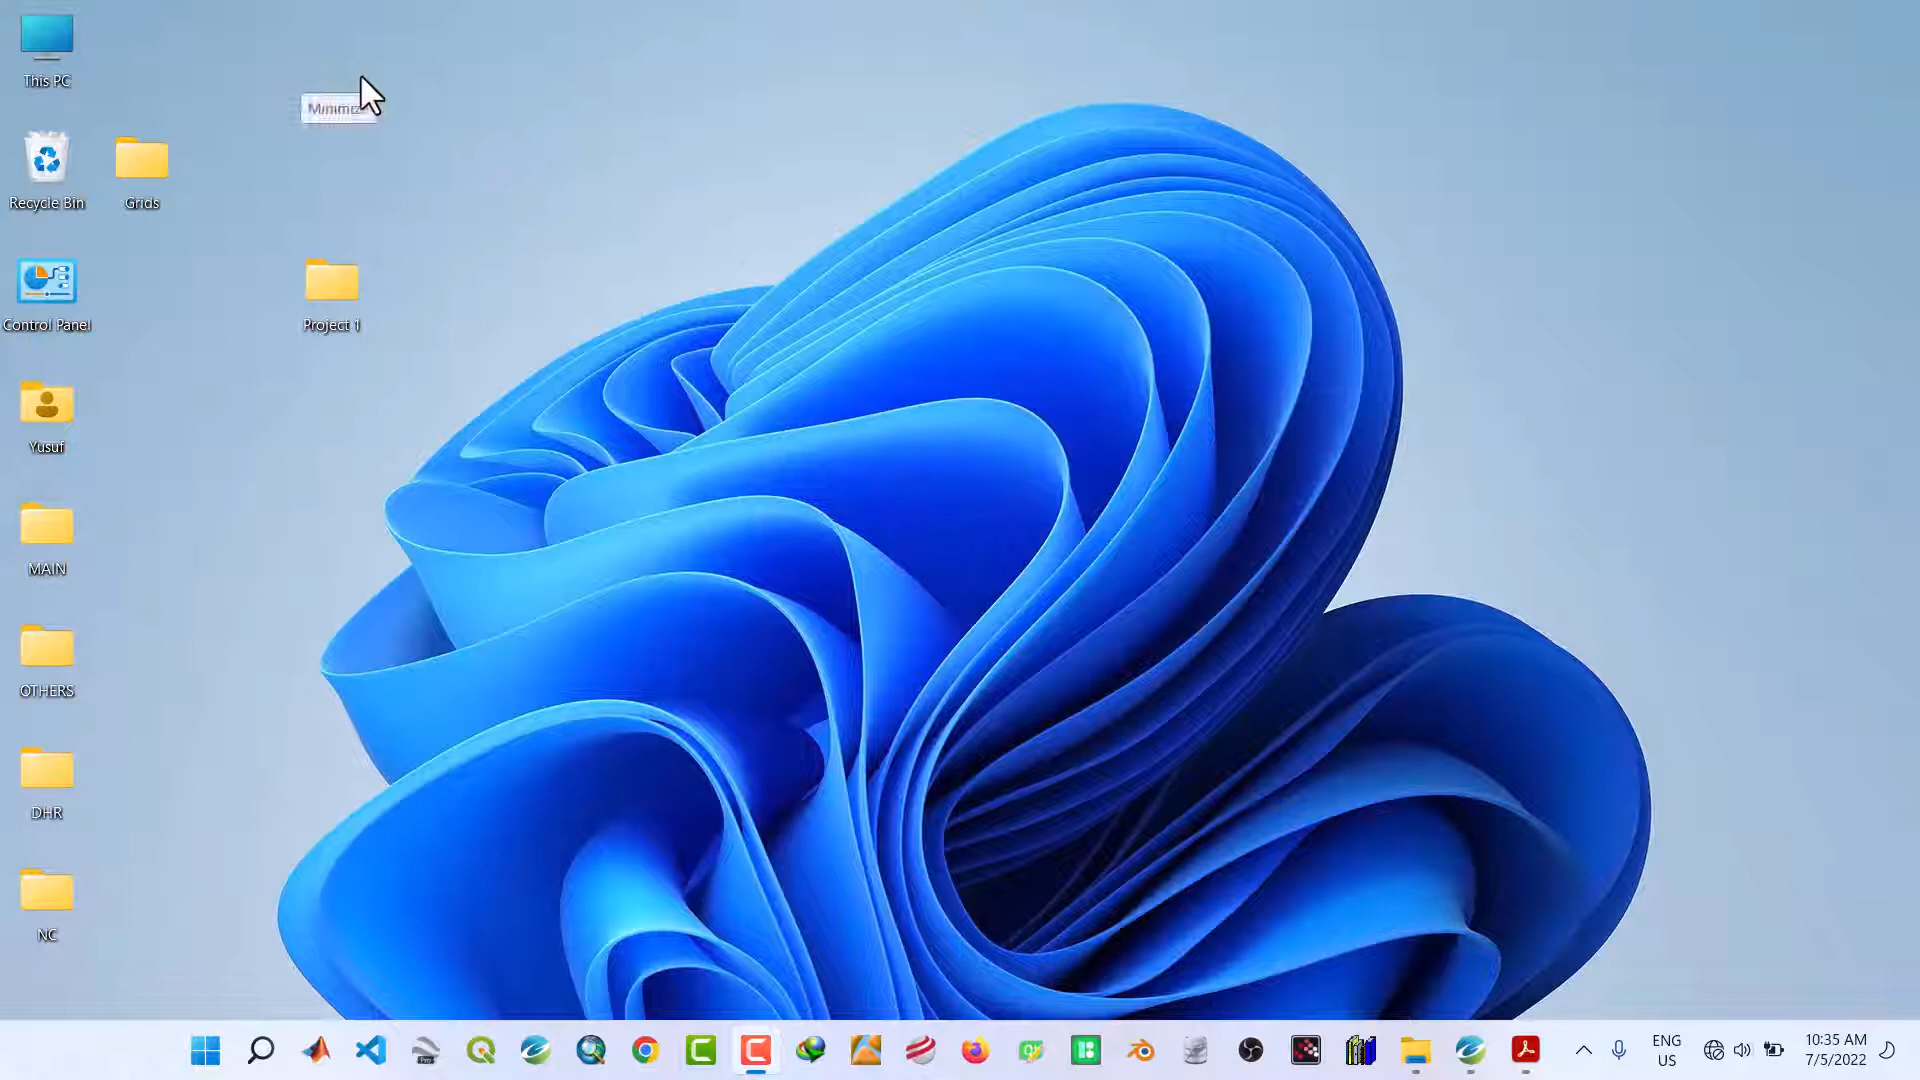 This PC
Minimize
Recycle Bin
Grids
Control Panel
Project 1
Yusuf
MAIN
OTHERS
DHR
NC
ENG
US
10:35 AM
7/5/2022